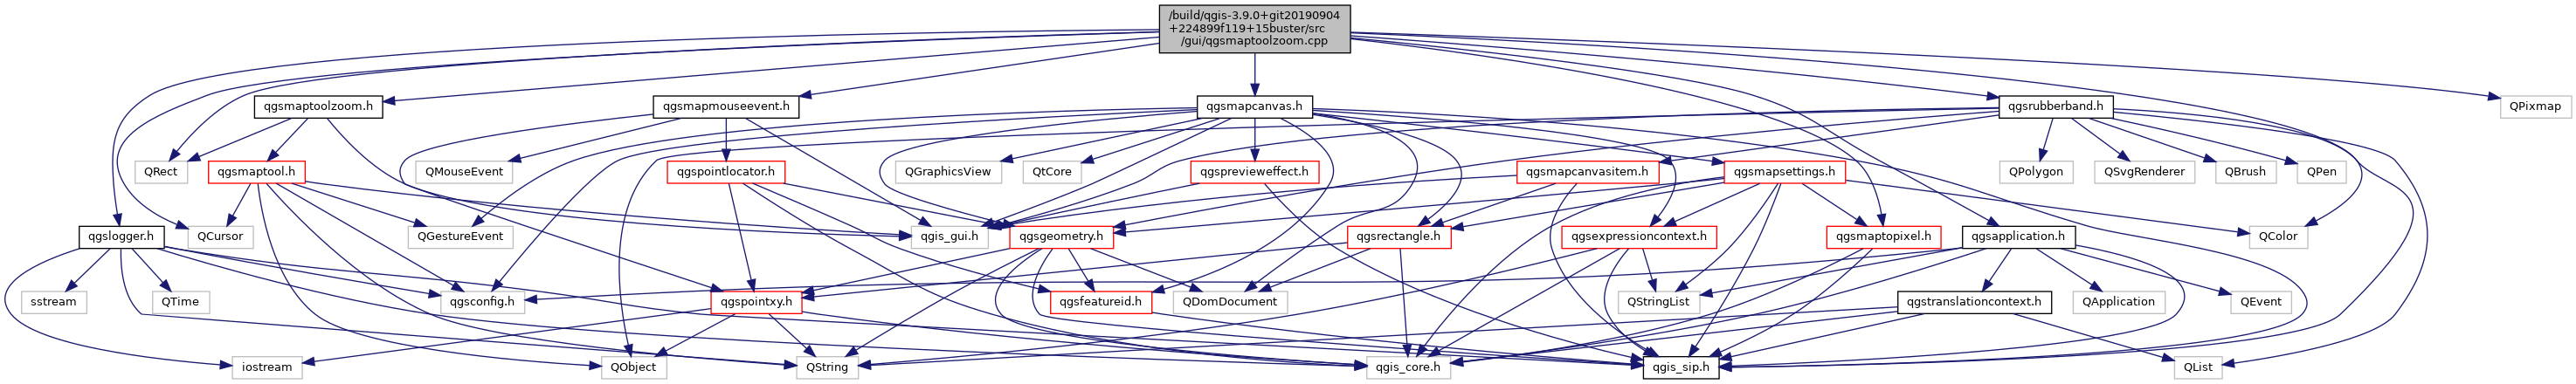 /build/qgis-3.9.0+git20190904
+224899f119+15buster/src
/gui/qgsmaptoolzoom.cpp
qgsmaptoolzoom.h
qgsmapmouseevent.h
qgsmapcanvas.h
qgsrubberband.h
QPixmap
QRect
qgsmaptool.h
QMouseEvent
qgspointlocator.h
QGraphicsView
QtCore
qgsprevieweffect.h
qgsmapcanvasitem.h
qgsmapsettings.h
QPolygon
QSvgRenderer
QBrush
QPen
qgslogger.h
QCursor
QGestureEvent
qgis_gui.h
qgsgeometry.h
qgsrectangle.h
qgsexpressioncontext.h
qgsmaptopixel.h
qgsapplication.h
QColor
sstream
QTime
qgsconfig.h
qgspointxy.h
qgsfeatureid.h
QDomDocument
QStringList
qgstranslationcontext.h
QApplication
QEvent
iostream
QObject
QString
qgis_core.h
qgis_sip.h
QList